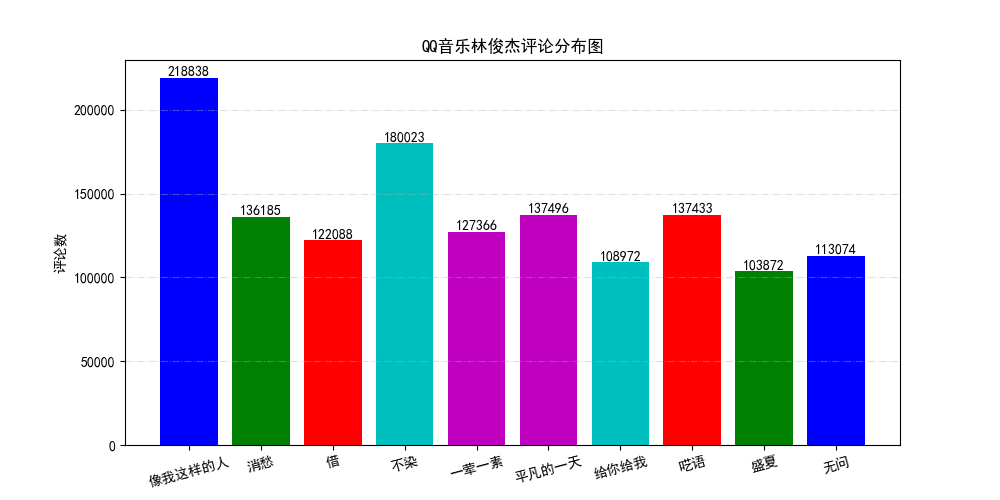 QQ音乐林俊杰评论分布图
评论数
200000
150000
100000
50000
0
218838
136185
122088
180023
127366
137496
108972
137433
103872
113074
像我这样的人
消愁
借
不染
一荤一素
平凡的一天
给你给我
呓语
盛夏
无问